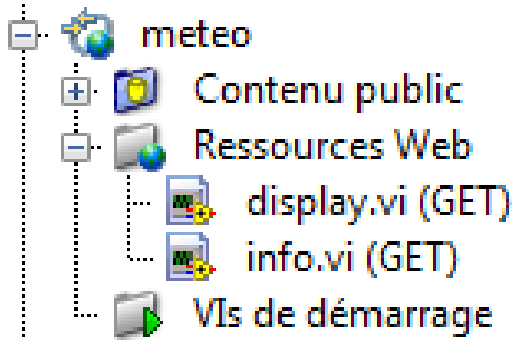 meteo
Contenu public
Ressources Web
display.vi (GET)
info.vi (GET)
VIs de démarrage